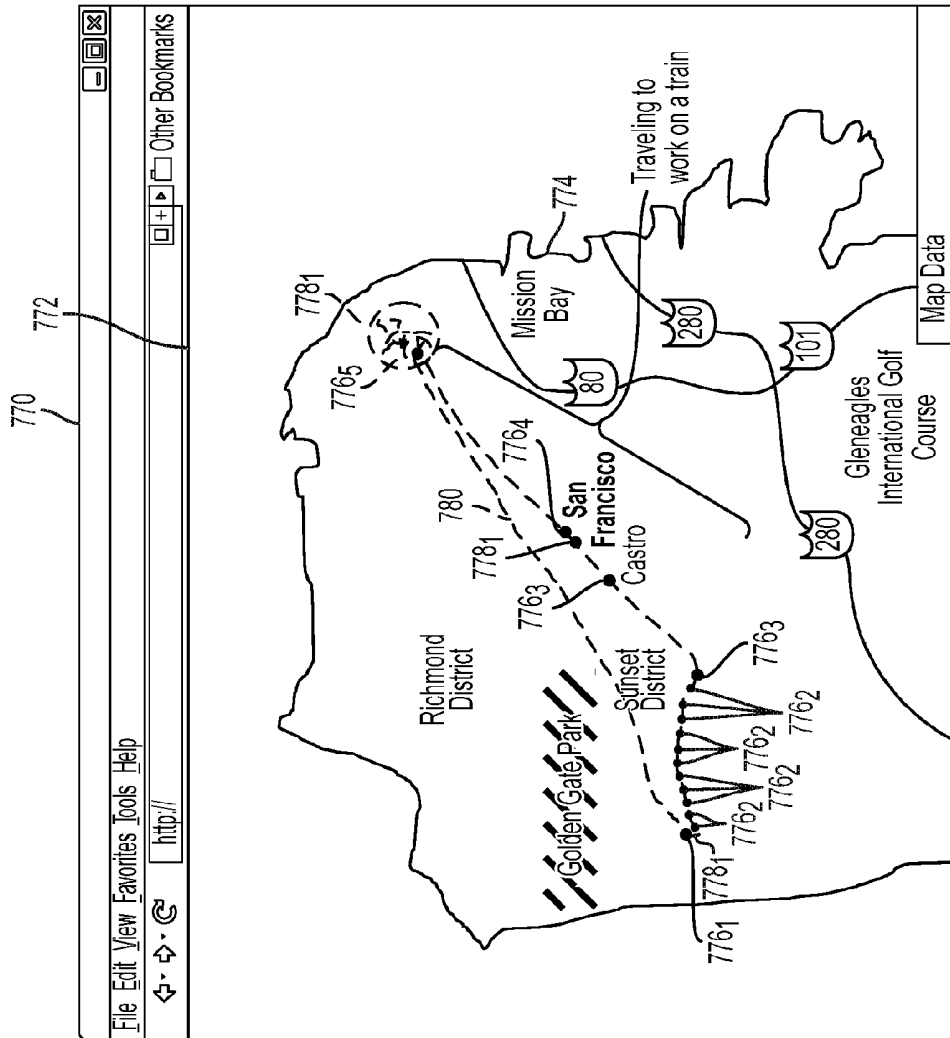 770
772
File Edit View Favorites Tools Help
http://
Other Bookmarks
Richmond
District
Golden Gate Park
Sunset
District
San
Francisco
Castro
Mission
Bay
774
Traveling to
work on a train
7781
7765
780
7764
7781
7763
7763
7762
7762
7762
7762
7781
7761
80
280
101
280
Gleneagles
International Golf
Course
Map Data